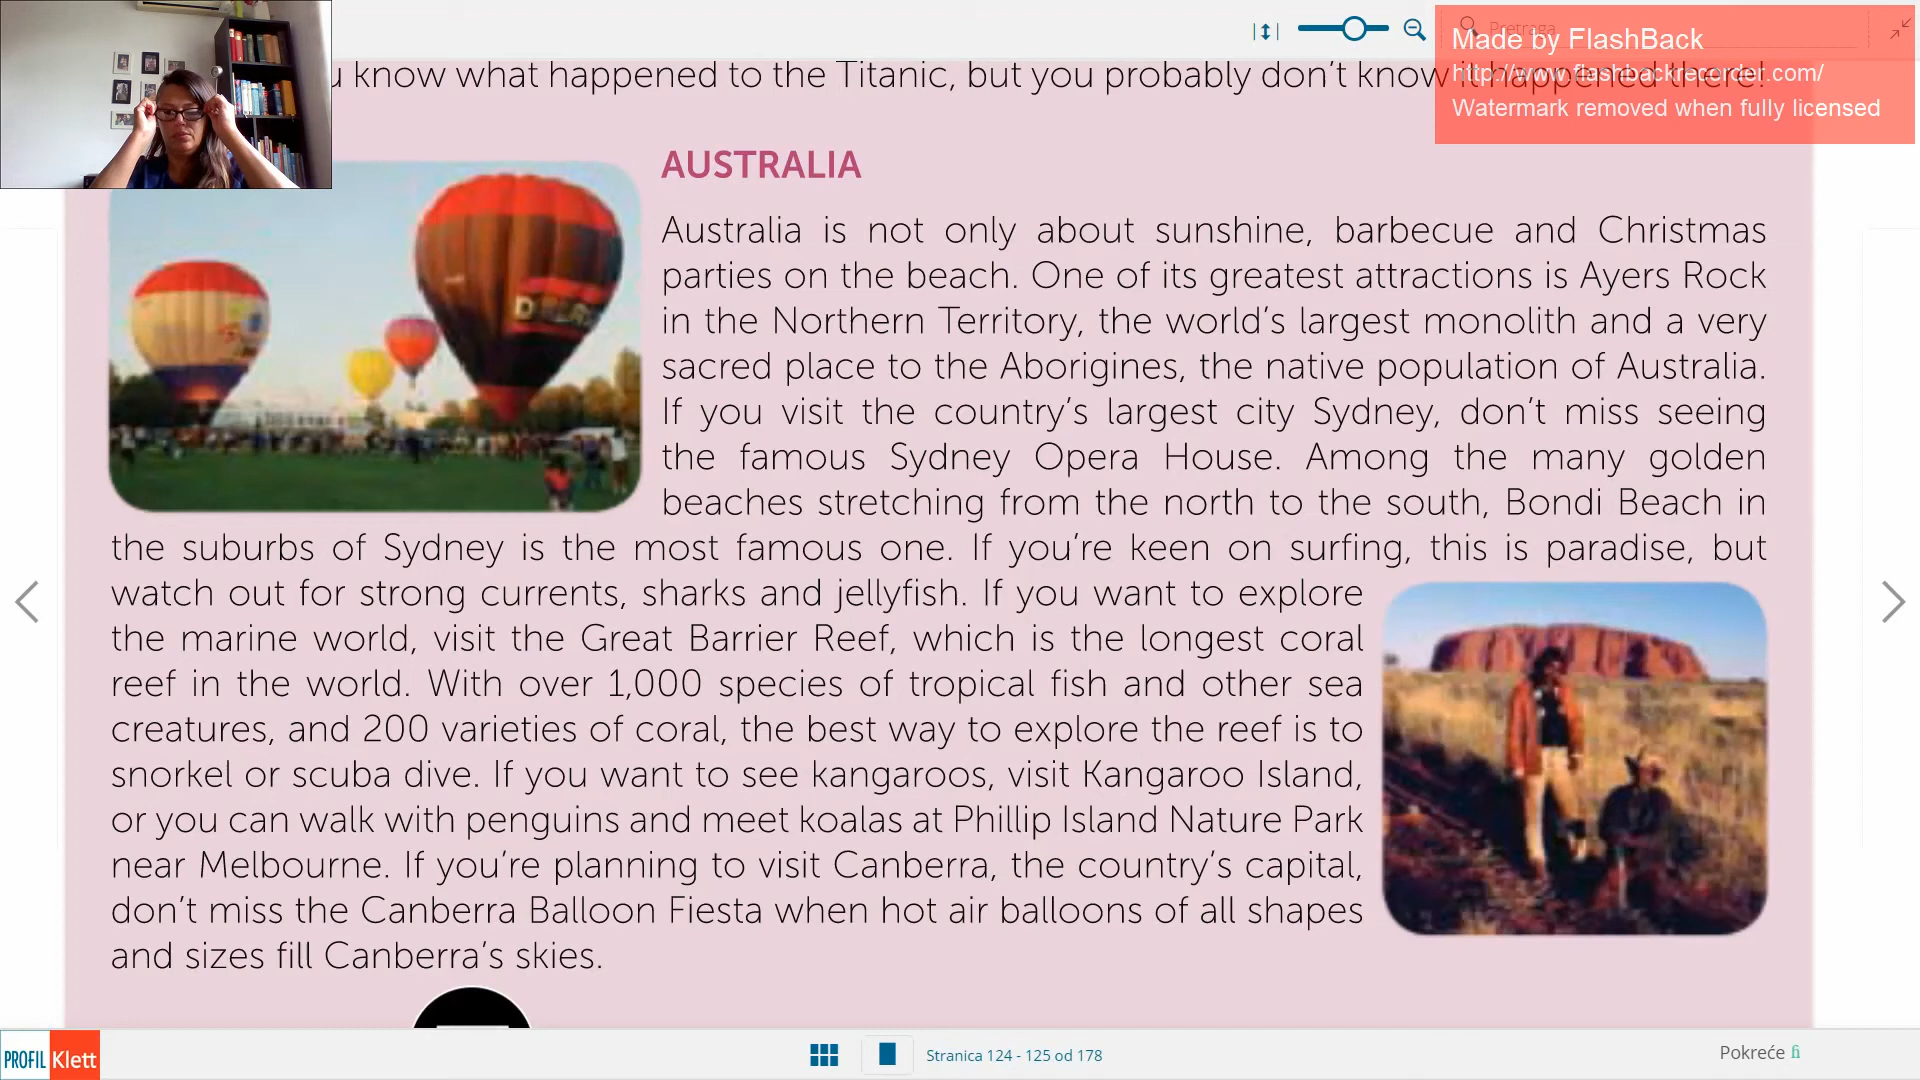 Pretraga
Made by FlashBack
http://www.flashbackrecorder.com/
Watermark removed when fully licensed
u know what happened to the Titanic, but you probably don't know it happened there!
AUSTRALIA
Australia is not only about sunshine, barbecue and Christmas
parties on the beach. One of its greatest attractions is Ayers Rock
in the Northern Territory, the world's largest monolith and a very
sacred place to the Aborigines, the native population of Australia.
If you visit the country's largest city Sydney, don't miss seeing
the famous Sydney Opera House. Among the many golden
beaches stretching from the north to the south, Bondi Beach in
the suburbs of Sydney is the most famous one. If you're keen on surfing, this is paradise, but
watch out for strong currents, sharks and jellyfish. If you want to explore
the marine world, visit the Great Barrier Reef, which is the longest coral
reef in the world. With over 1,000 species of tropical fish and other sea
creatures, and 200 varieties of coral, the best way to explore the reef is to
snorkel or scuba dive. If you want to see kangaroos, visit Kangaroo Island,
or you can walk with penguins and meet koalas at Phillip Island Nature Park
near Melbourne. If you're planning to visit Canberra, the country's capital,
don't miss the Canberra Balloon Fiesta when hot air balloons of all shapes
and sizes fill Canberra's skies.
PROFIL Klett
Stranica 124 - 125 od 178
Pokreće